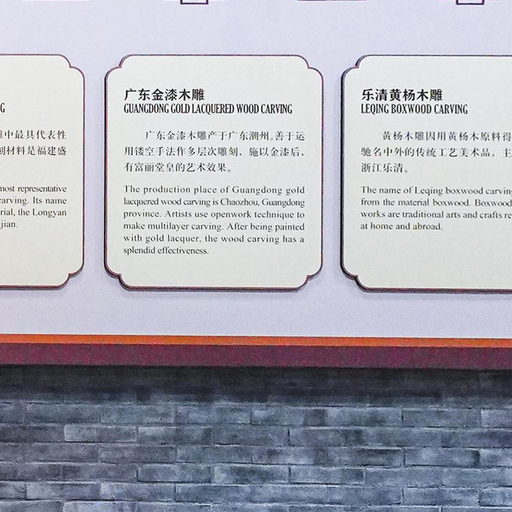 G
中最具代表性
刻材料是福建盛
most representative
carving. Its name
rial, the Longyan
jian.
广东金漆木雕
GUANGDONG GOLD LACQUERED WOOD CARVING
广东金漆木雕产于广东潮州。善于运
用镂空手法作多层次雕刻，施以金漆后，
有富丽堂皇的艺术效果。
The production place of Guangdong gold
lacquered wood carving is Chaozhou, Guangdong
province. Artists use openwork technique to
make multilayer carving. After being painted
with gold lacquer, the wood carving has a
splendid effectiveness.
乐清黄杨木雕
LEQING BOXWOOD CARVING
黄杨木雕因用黄杨木原料得
驰名中外的传统工艺美术品，主
浙江乐清。
The name of Leqing boxwood carving
from the material boxwood. Boxwood
works are traditional arts and crafts re
at home and abroad.